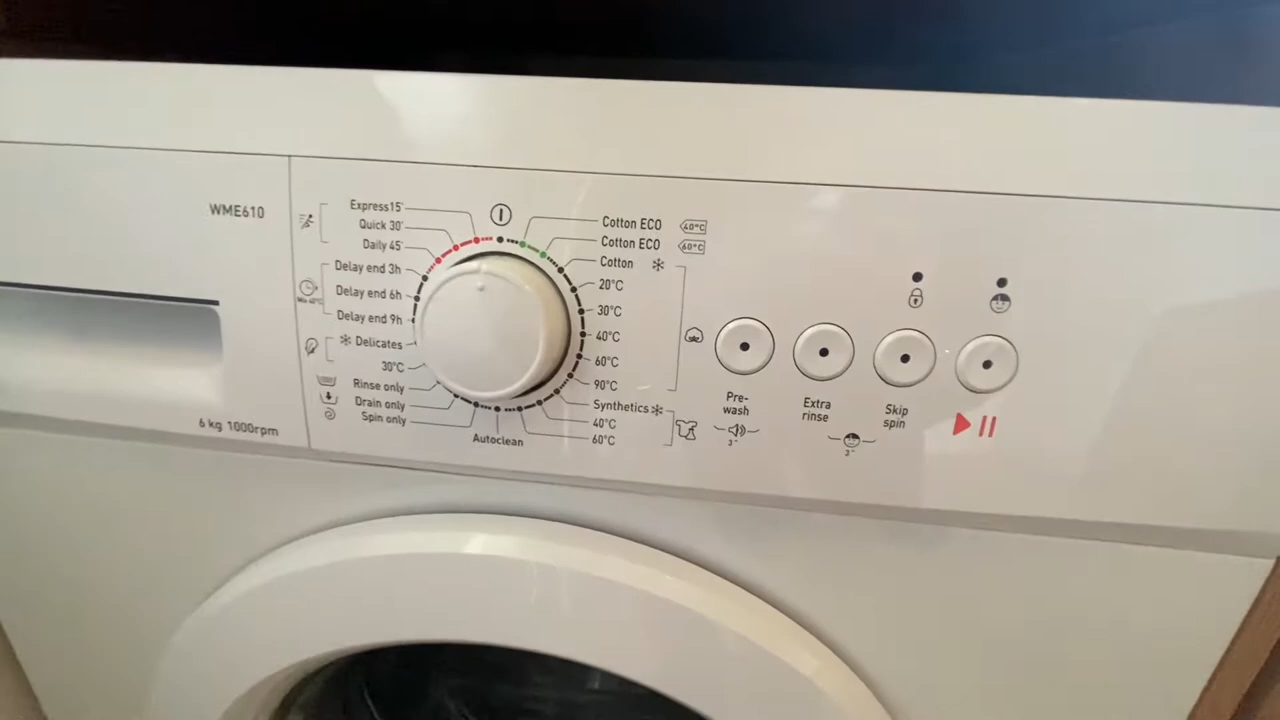 WME610
6 kg 1000rpm
Express15'
Quick 30'
Daily 45'
Delay end 3h
Delay end 6h
Delay end 9h
Delicates
30°C
Rinse only
Drain only
Spin only
Autoclean
Cotton ECO 40°C
Cotton ECO 60°C
Cotton
20°C
30°C
40°C
60°C
90°C
Synthetics
40°C
60°C
Pre-
wash
3"
Extra
rinse
3"
Skip
spin